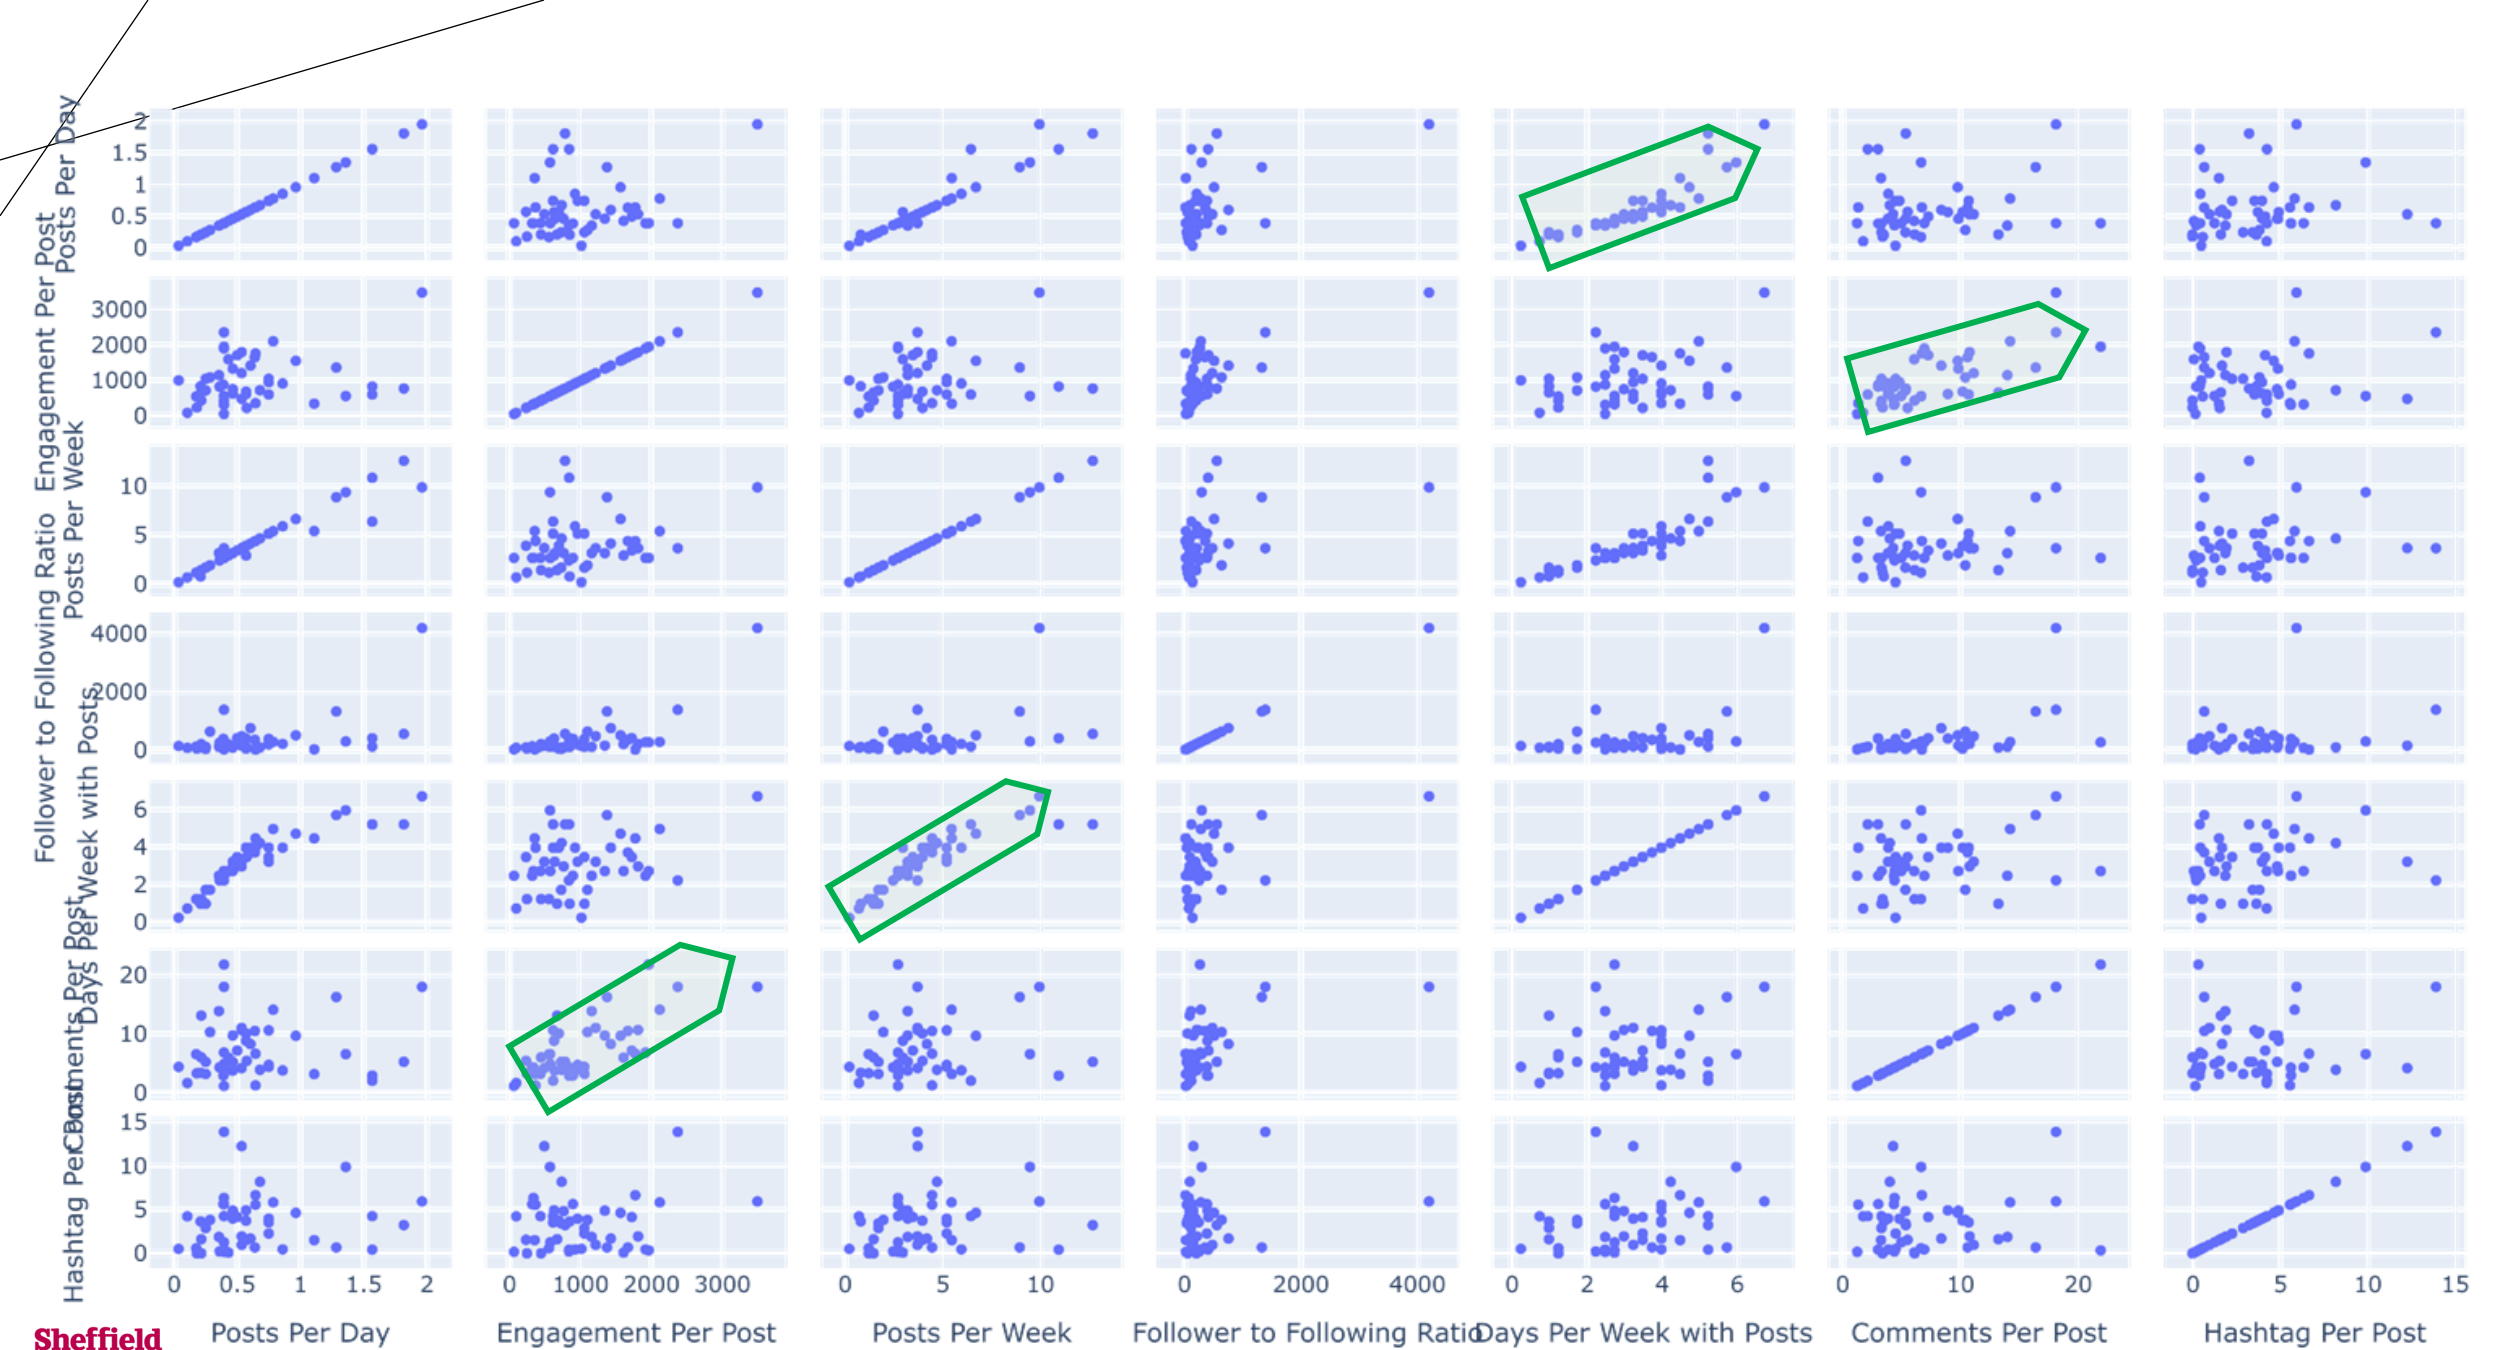 Posts Per Day
2
1.5
1
0.5
0
Engagement Per Post
3000
2000
1000
0
Posts Per Week
10
5
0
Follower to Following Ratio
4000
2000
0
Days Per Week with Posts
6
4
2
0
Comments Per Post
20
10
0
Hashtag Per Post
15
10
5
0
0 0.5 1 1.5 2 0 1000 2000 3000 0 5 10 0 2000 4000 0 2 4 6 0 10 20 0 5 10 15
Posts Per Day Engagement Per Post Posts Per Week Follower to Following Ratio Days Per Week with Posts Comments Per Post Hashtag Per Post
Sheffield